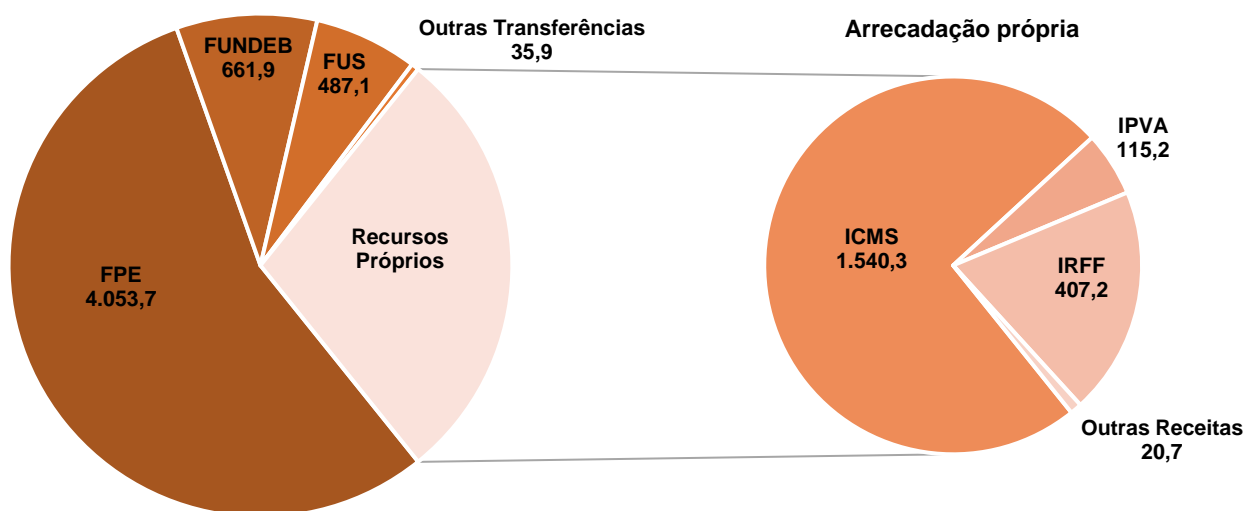 FUNDEB
661,9
FUS
487,1
Outras Transferências
35,9
FPE
4.053,7
Recursos
Próprios
Arrecadação própria
IPVA
115,2
ICMS
1.540,3
IRFF
407,2
Outras Receitas
20,7